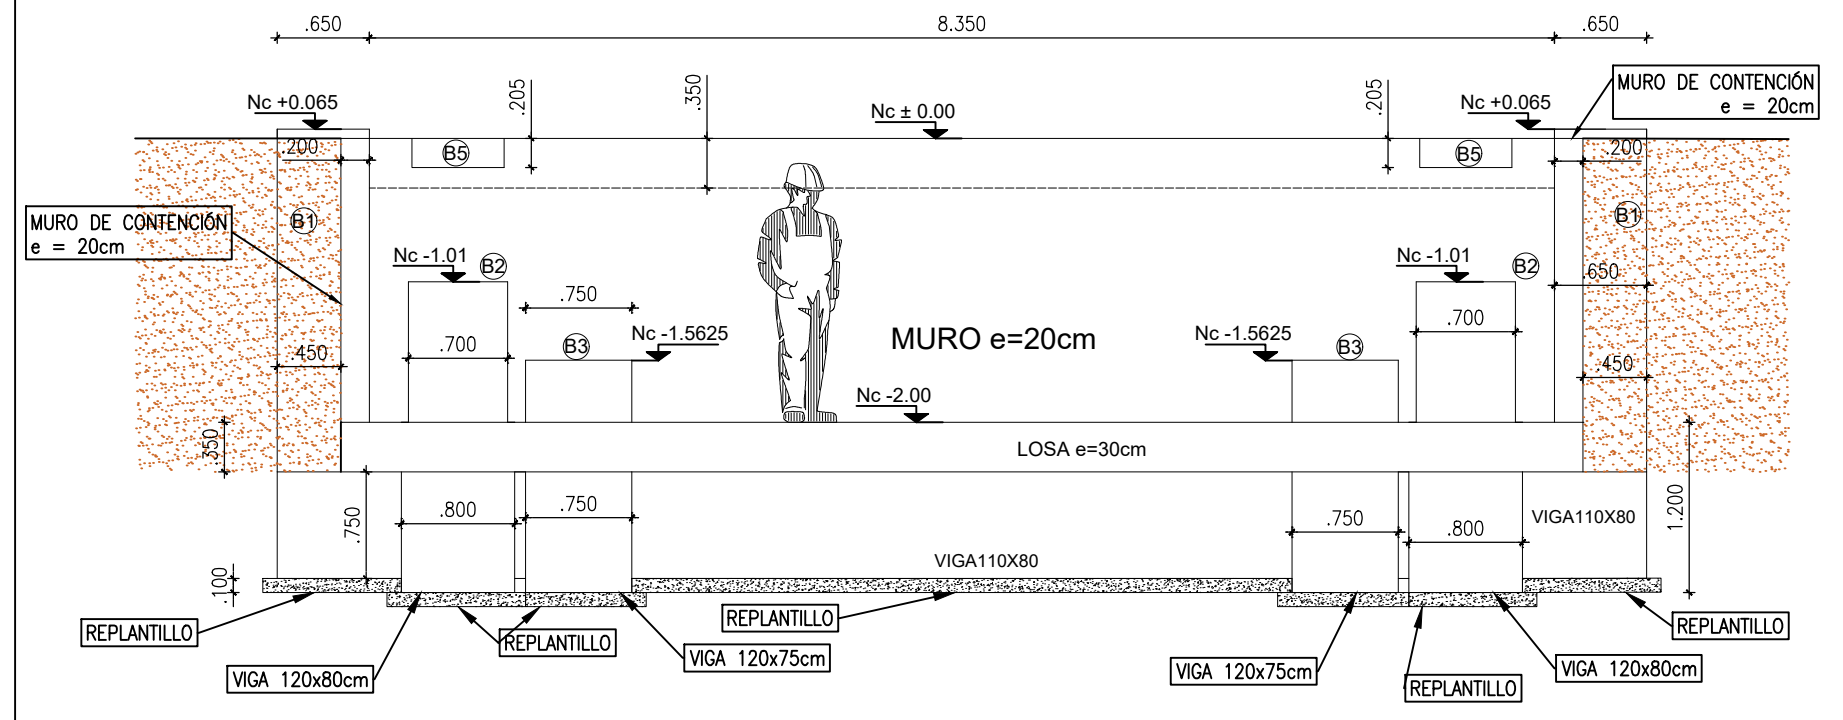 .650
8.350
.650
MURO DE CONTENCIÓN
e = 20cm
Nc +0.065
.205
.350
Nc ± 0.00
.205
Nc +0.065
.200
B5
B5
.200
MURO DE CONTENCIÓN
e = 20cm
B1
B1
Nc -1.01
B2
Nc -1.01
B2
.650
.750
.700
B3
Nc -1.5625
MURO e=20cm
Nc -1.5625
B3
.700
.450
.450
Nc -2.00
.350
LOSA e=30cm
.750
.800
.750
.750
.800
VIGA110X80
1.200
VIGA110X80
.100
REPLANTILLO
REPLANTILLO
REPLANTILLO
REPLANTILLO
VIGA 120x80cm
VIGA 120x75cm
VIGA 120x75cm
REPLANTILLO
VIGA 120x80cm